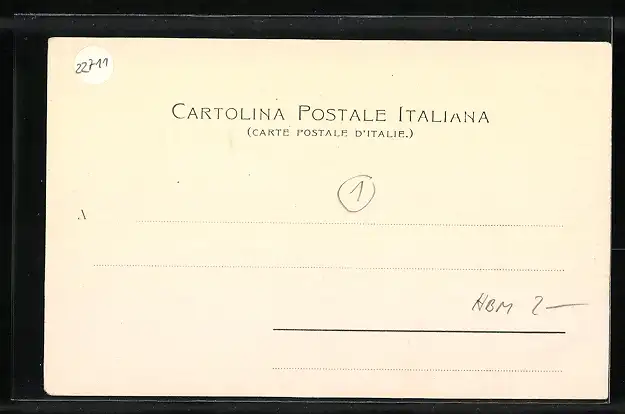 22711
CARTOLINA POSTALE ITALIANA
(CARTE POSTALE D'ITALIE.)
1
A
HBM 2—